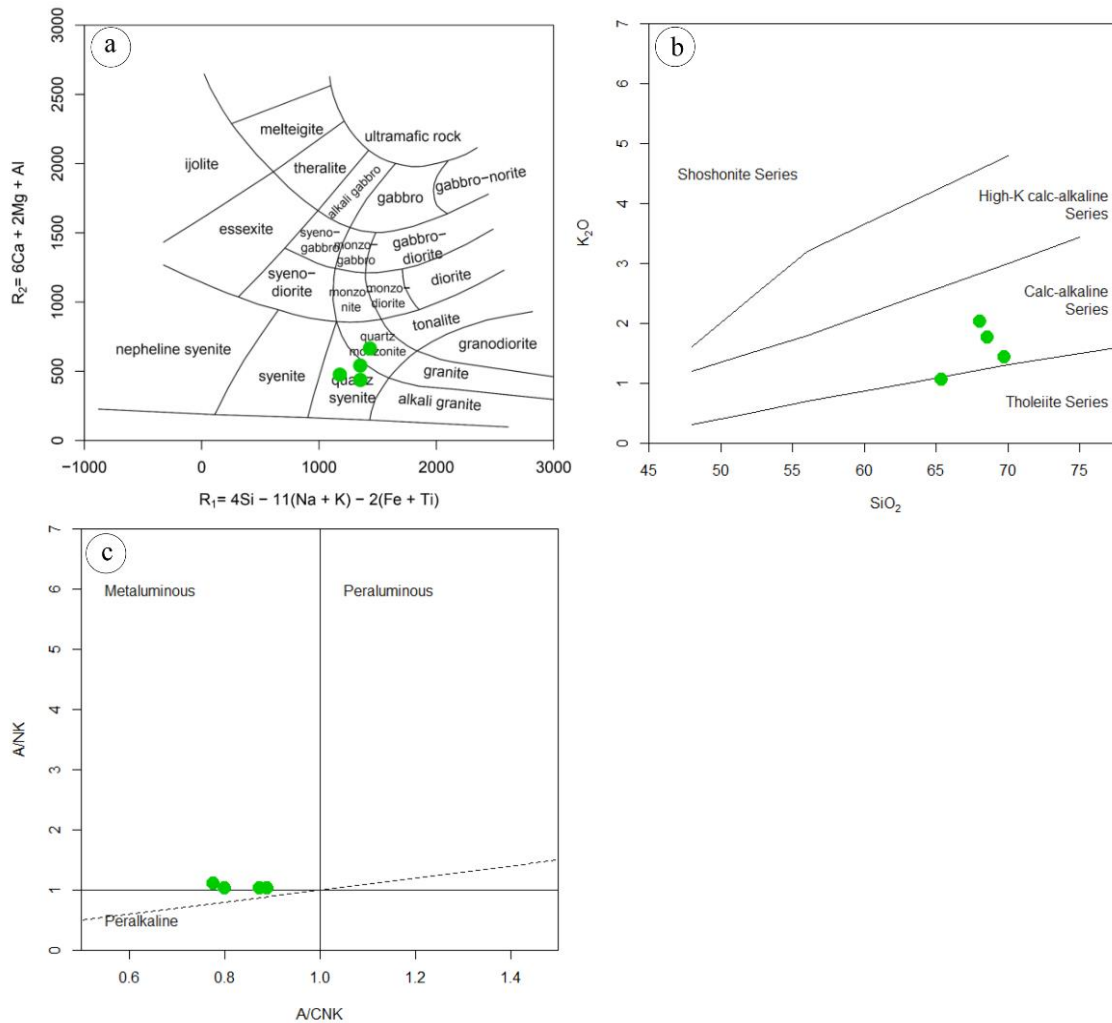 a
3000
2500
2000
1500
1000
500
0
R2= 6Ca + 2Mg + Al
melteigite
ultramafic rock
ijolite
theralite
alkali gabbro
gabbro
gabbro−norite
essexite
syeno−
gabbro
monzo−
gabbro
gabbro−
diorite
syeno−
diorite
monzo−
nite
monzo−
diorite
diorite
tonalite
nepheline syenite
quartz
monzonite
granodiorite
syenite
quartz
syenite
granite
alkali granite
−1000
0
1000
2000
3000
R1= 4Si − 11(Na + K) − 2(Fe + Ti)
b
7
6
5
4
3
2
1
0
K2O
Shoshonite Series
High-K calc-alkaline
Series
Calc-alkaline
Series
Tholeiite Series
45
50
55
60
65
70
75
SiO2
c
7
6
5
4
3
2
1
0
A/NK
Metaluminous
Peraluminous
Peralkaline
0.6
0.8
1.0
1.2
1.4
A/CNK